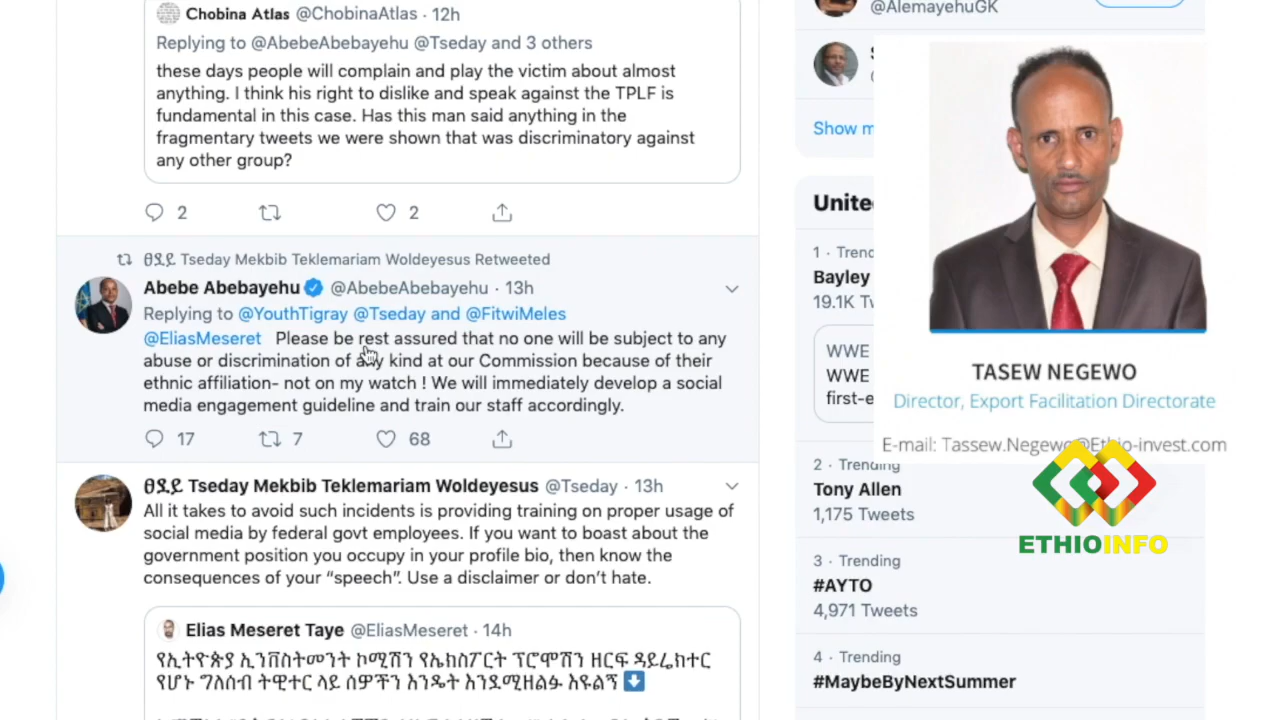 Chobina Atlas @ChobinaAtlas · 12h
Replying to @AbebeAbebayehu @Tseday and 3 others
these days people will complain and play the victim about almost
anything. I think his right to dislike and speak against the TPLF is
fundamental in this case. Has this man said anything in the
fragmentary tweets we were shown that was discriminatory against
any other group?
2
2
ፀደይ Tseday Mekbib Teklemariam Woldeyesus Retweeted
Abebe Abebayehu @AbebeAbebayehu · 13h
Replying to @YouthTigray @Tseday and @FitwiMeles
@EliasMeseret Please be rest assured that no one will be subject to any
abuse or discrimination of any kind at our Commission because of their
ethnic affiliation- not on my watch ! We will immediately develop a social
media engagement guideline and train our staff accordingly.
17
7
68
ፀደይ Tseday Mekbib Teklemariam Woldeyesus @Tseday · 13h
All it takes to avoid such incidents is providing training on proper usage of
social media by federal govt employees. If you want to boast about the
government position you occupy in your profile bio, then know the
consequences of your “speech”. Use a disclaimer or don’t hate.
Elias Meseret Taye @EliasMeseret · 14h
የኢትዮጵያ ኢንቨስትመንት ኮሚሽን የኤክስፖርት ፕሮሞሽን ዘርፍ ዳይሬክተር
የሆኑ ግለሰብ ትዊተር ላይ ሰዎችን እንዴት እንደሚዘልፉ እዩልኝ
@AlemayehuGK
Show m
Unite
1 · Trend
Bayley
19.1K Tw
WWE
WWE
first-e
2 · Trending
Tony Allen
1,175 Tweets
3 · Trending
#AYTO
4,971 Tweets
4 · Trending
#MaybeByNextSummer
TASEW NEGEWO
Director, Export Facilitation Directorate
E-mail: Tassew.Negewo@Ethio-invest.com
ETHIOINFO